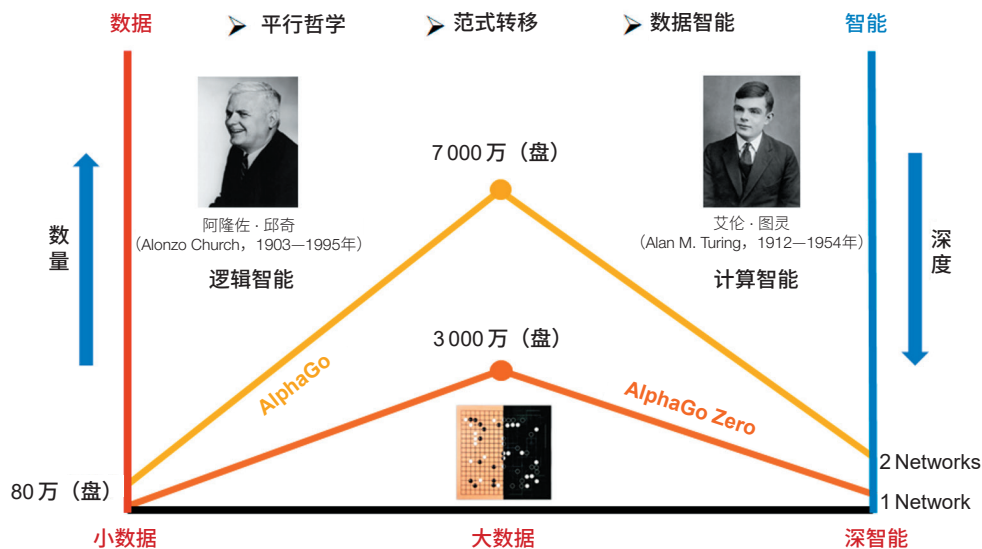 数据
平行哲学
范式转移
数据智能
智能
7 000 万（盘）
数量
阿隆佐 · 邱奇
（Alonzo Church，1903—1995年）
逻辑智能
艾伦 · 图灵
（Alan M. Turing，1912—1954年）
计算智能
深度
3 000 万（盘）
AlphaGo
AlphaGo Zero
80 万（盘）
2 Networks
1 Network
小数据
大数据
深智能